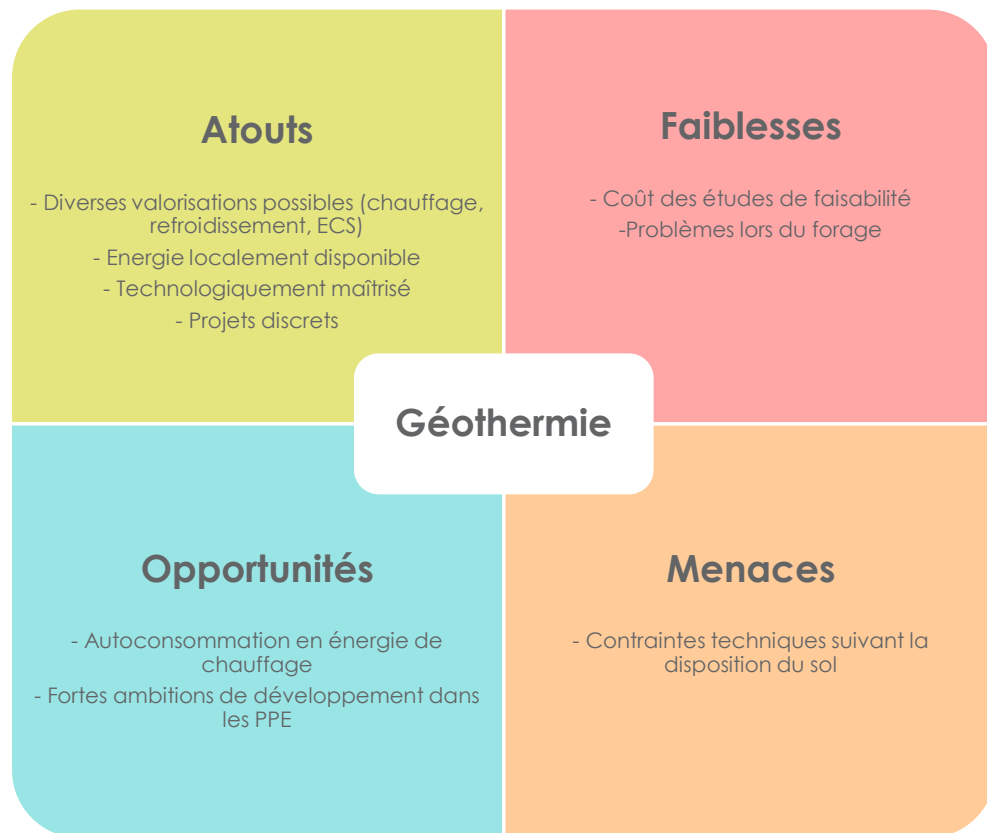 Atouts
- Diverses valorisations possibles (chauffage,
refroidissement, ECS)
- Energie localement disponible
- Technologiquement maîtrisé
- Projets discrets
Faiblesses
- Coût des études de faisabilité
-Problèmes lors du forage
Géothermie
Opportunités
- Autoconsommation en énergie de
chauffage
- Fortes ambitions de développement dans
les PPE
Menaces
- Contraintes techniques suivant la
disposition du sol